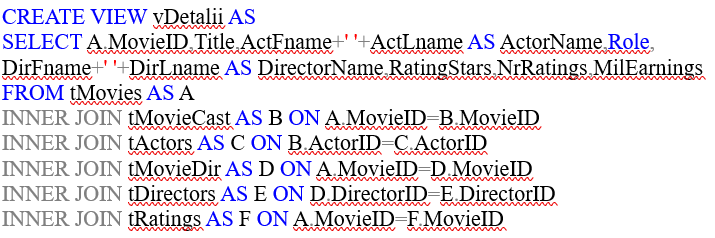 CREATE VIEW vDetalii AS
SELECT A.MovieID,Title,ActFname+' '+ActLname AS ActorName,Role,
DirFname+' '+DirLname AS DirectorName,RatingStars,NrRatings,MilEarnings
FROM tMovies AS A
INNER JOIN tMovieCast AS B ON A.MovieID=B.MovieID
INNER JOIN tActors AS C ON B.ActorID=C.ActorID
INNER JOIN tMovieDir AS D ON A.MovieID=D.MovieID
INNER JOIN tDirectors AS E ON D.DirectorID=E.DirectorID
INNER JOIN tRatings AS F ON A.MovieID=F.MovieID